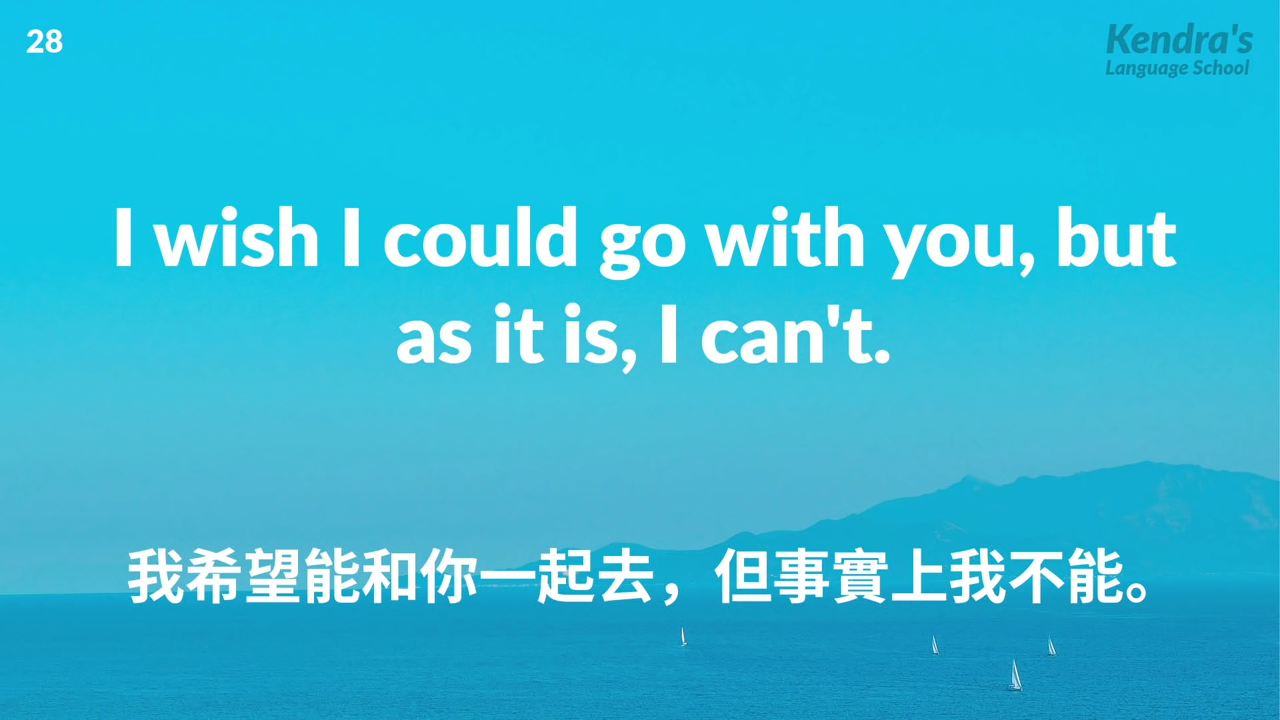 28
Kendra's
Language School
I wish I could go with you, but
as it is, I can't.
我希望能和你一起去，但事實上我不能。